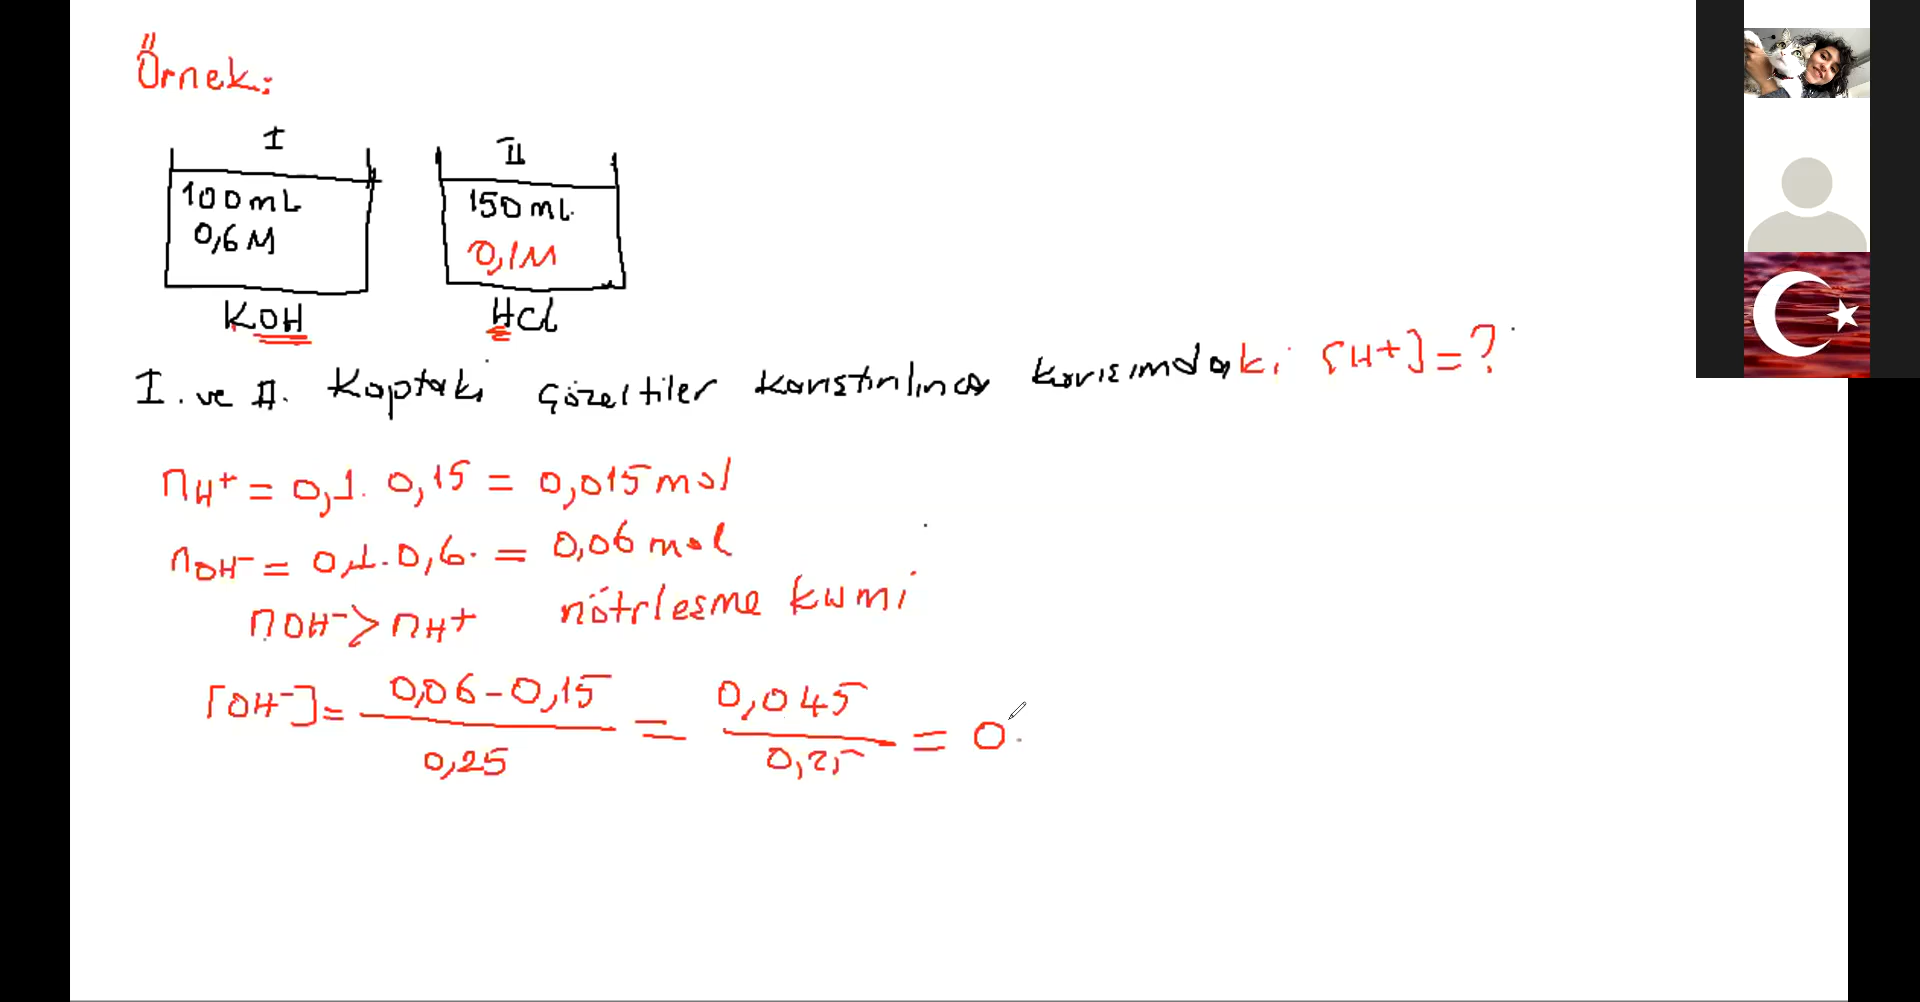 Örnek:
I
II
100 mL
0,6 M
150 mL
0,1M
KOH
HCl
I. ve II. Kaptaki çözeltiler karıştırılınca karışımdaki [H+] = ?
nH+ = 0,1. 0,15 = 0,015 mol
nOH- = 0,1.0,6. = 0,06 mol
nOH- > nH+ nötrleşme kısmi
[OH-] = 0,06-0,15 / 0,25 = 0,045 / 0,25 = 0.